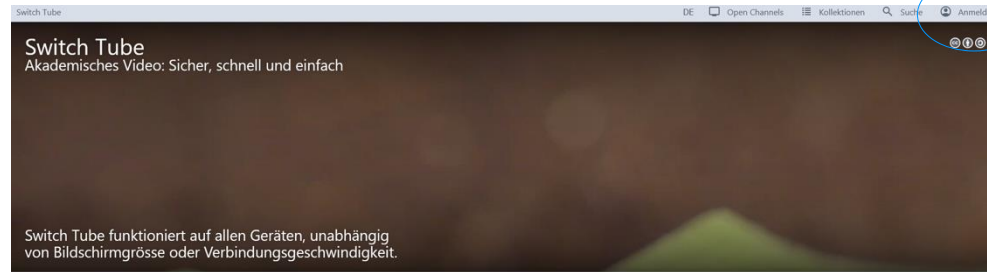 Switch Tube DE Open Channels Kollektionen Suche Anmeld
Switch Tube
Akademisches Video: Sicher, schnell und einfach
Switch Tube funktioniert auf allen Geräten, unabhängig
von Bildschirmgrösse oder Verbindungsgeschwindigkeit.